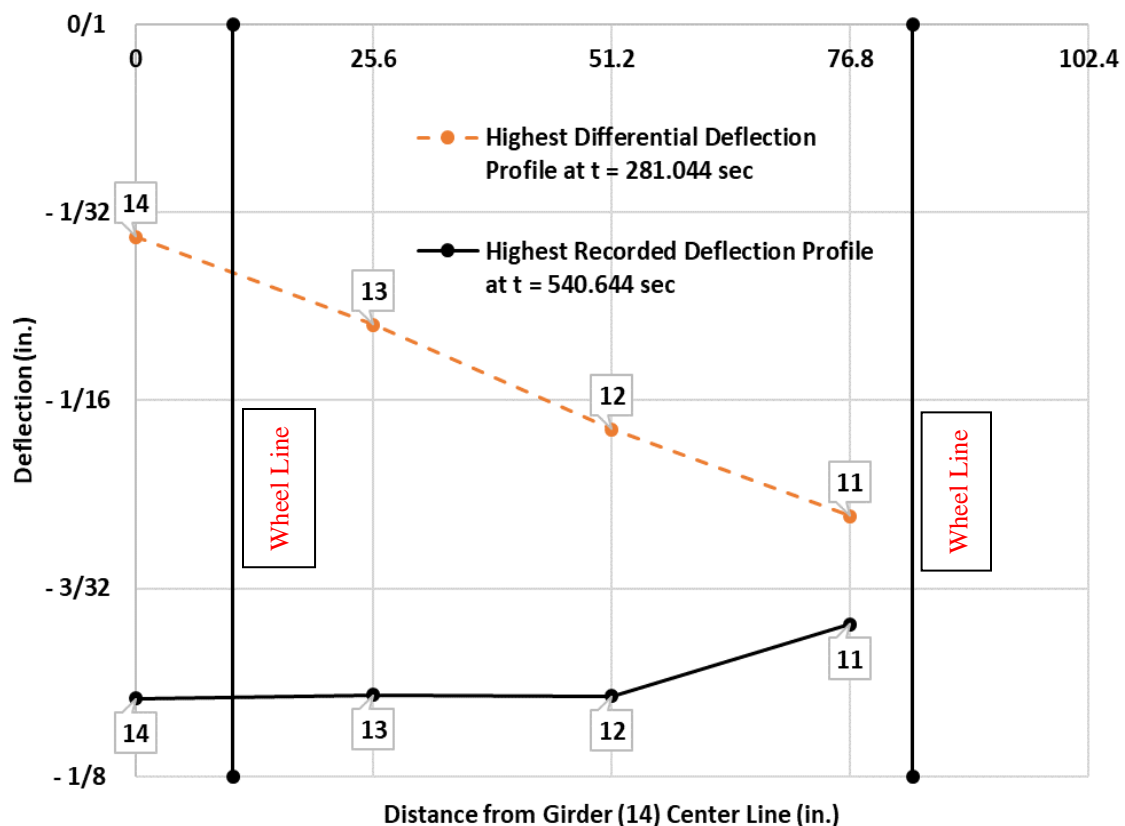 0/1
0
25.6
51.2
76.8
102.4
Highest Differential Deflection
Profile at t = 281.044 sec
- 1/32
14
Highest Recorded Deflection Profile
at t = 540.644 sec
13
- 1/16
12
Deflection (in.)
Wheel Line
Wheel Line
11
- 3/32
11
14
13
12
- 1/8
Distance from Girder (14) Center Line (in.)